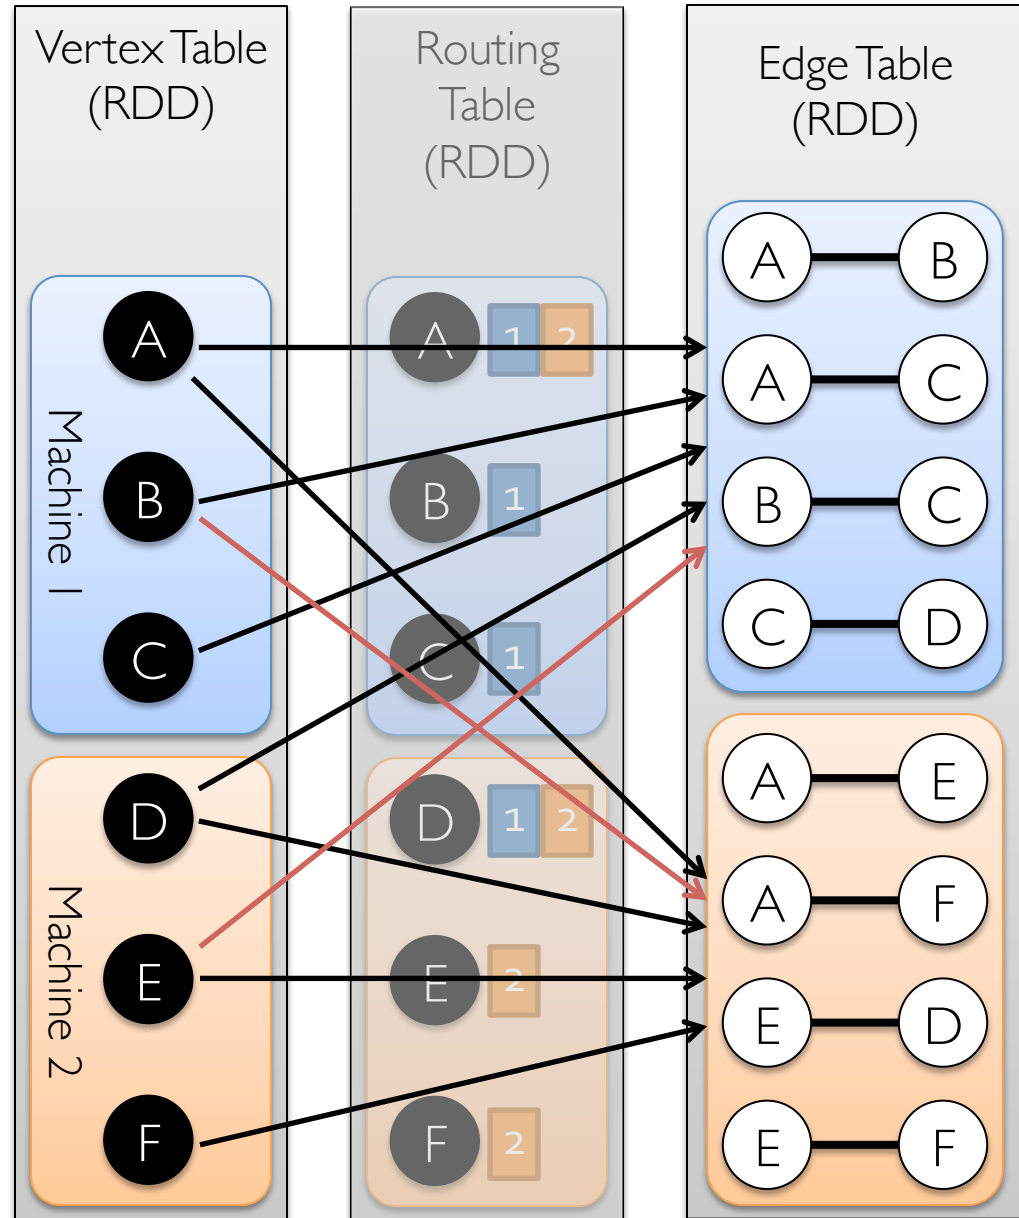 Vertex Table
(RDD)
Machine 1
A
B
C
Machine 2
D
E
F
Routing
Table
(RDD)
A 1 2
B 1
C 1
D 1 2
E 2
F 2
Edge Table
(RDD)
A B
A C
B C
C D
A E
A F
E D
E F